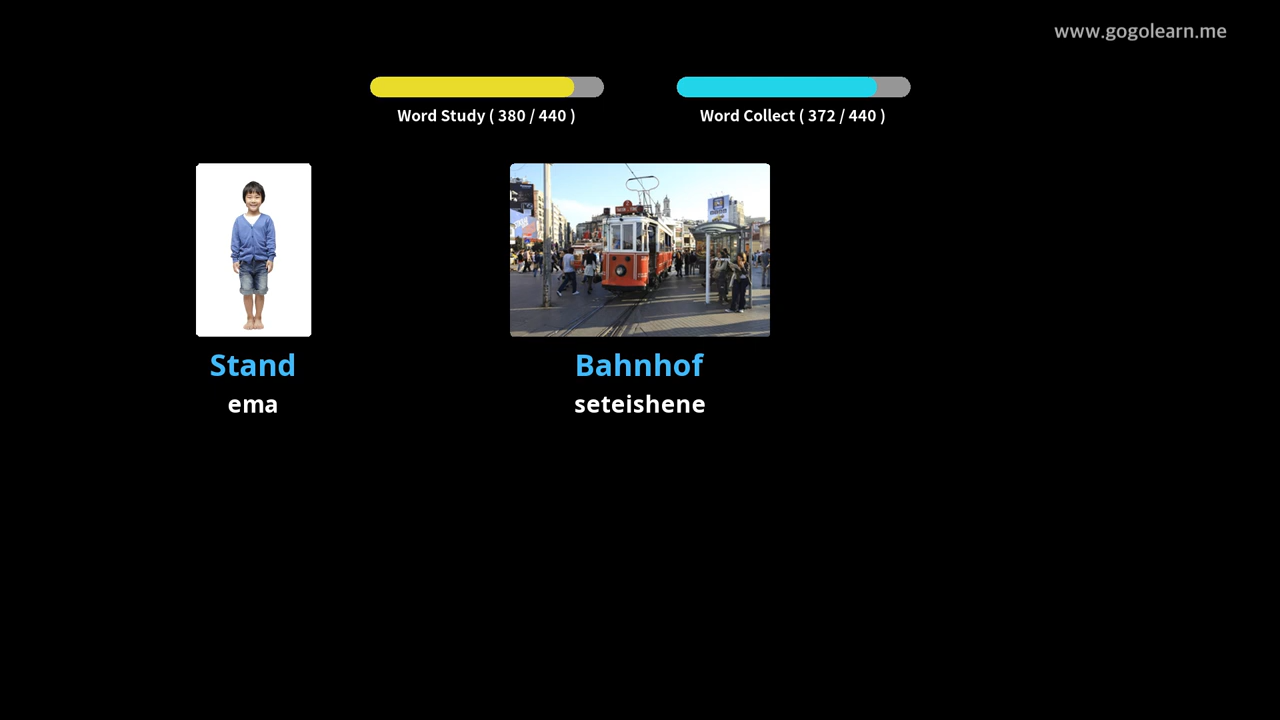 www.gogolearn.me
Word Study ( 380 / 440 )
Word Collect ( 372 / 440 )
Stand
ema
Bahnhof
seteishene